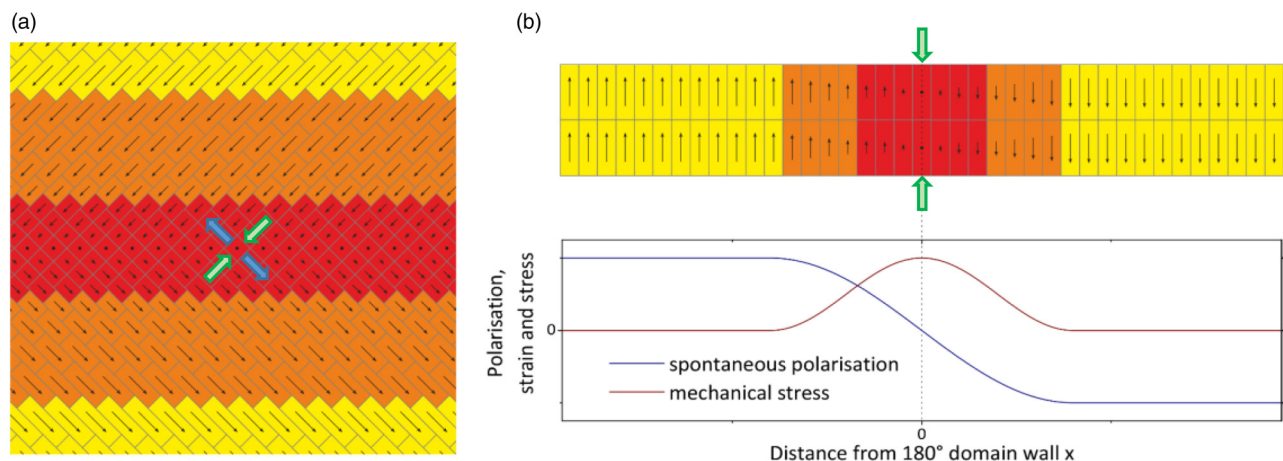 (a)
(b)
Polarisation,
strain and stress
0
spontaneous polarisation
mechanical stress
0
Distance from 180° domain wall x